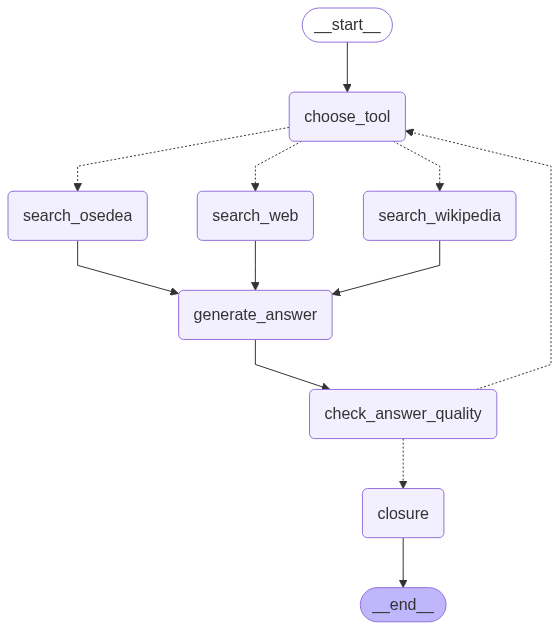 __start__
choose_tool
search_osedea
search_web
search_wikipedia
generate_answer
check_answer_quality
closure
__end__